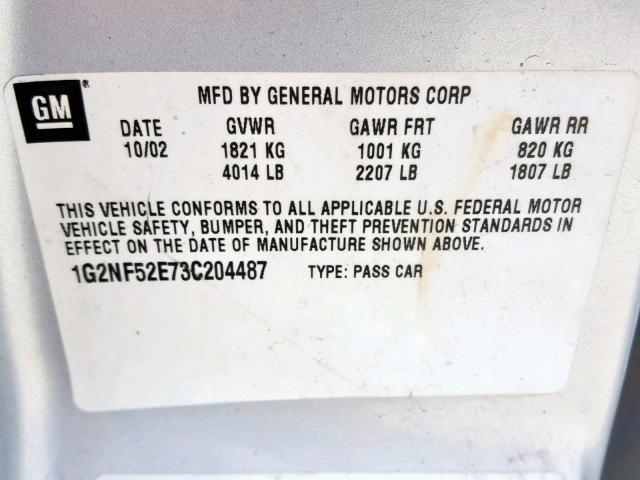 GM ®
MFD BY GENERAL MOTORS CORP
DATE GVWR GAWR FRT GAWR RR
10/02 1821 KG 1001 KG 820 KG
4014 LB 2207 LB 1807 LB
THIS VEHICLE CONFORMS TO ALL APPLICABLE U.S. FEDERAL MOTOR
VEHICLE SAFETY, BUMPER, AND THEFT PREVENTION STANDARDS IN
EFFECT ON THE DATE OF MANUFACTURE SHOWN ABOVE.
1G2NF52E73C204487 TYPE: PASS CAR